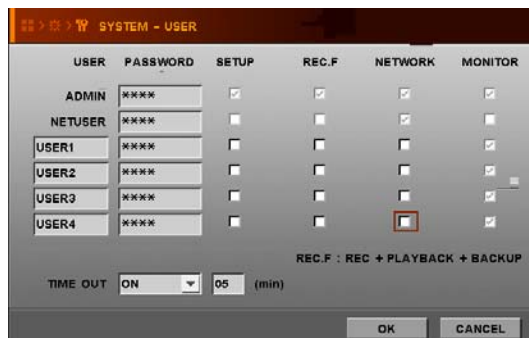 SYSTEM - USER
USER PASSWORD SETUP REC.F NETWORK MONITOR
ADMIN ****
NETUSER ****
USER1 ****
USER2 ****
USER3 ****
USER4 ****
REC.F : REC + PLAYBACK + BACKUP
TIME OUT ON 05 (min)
OK CANCEL